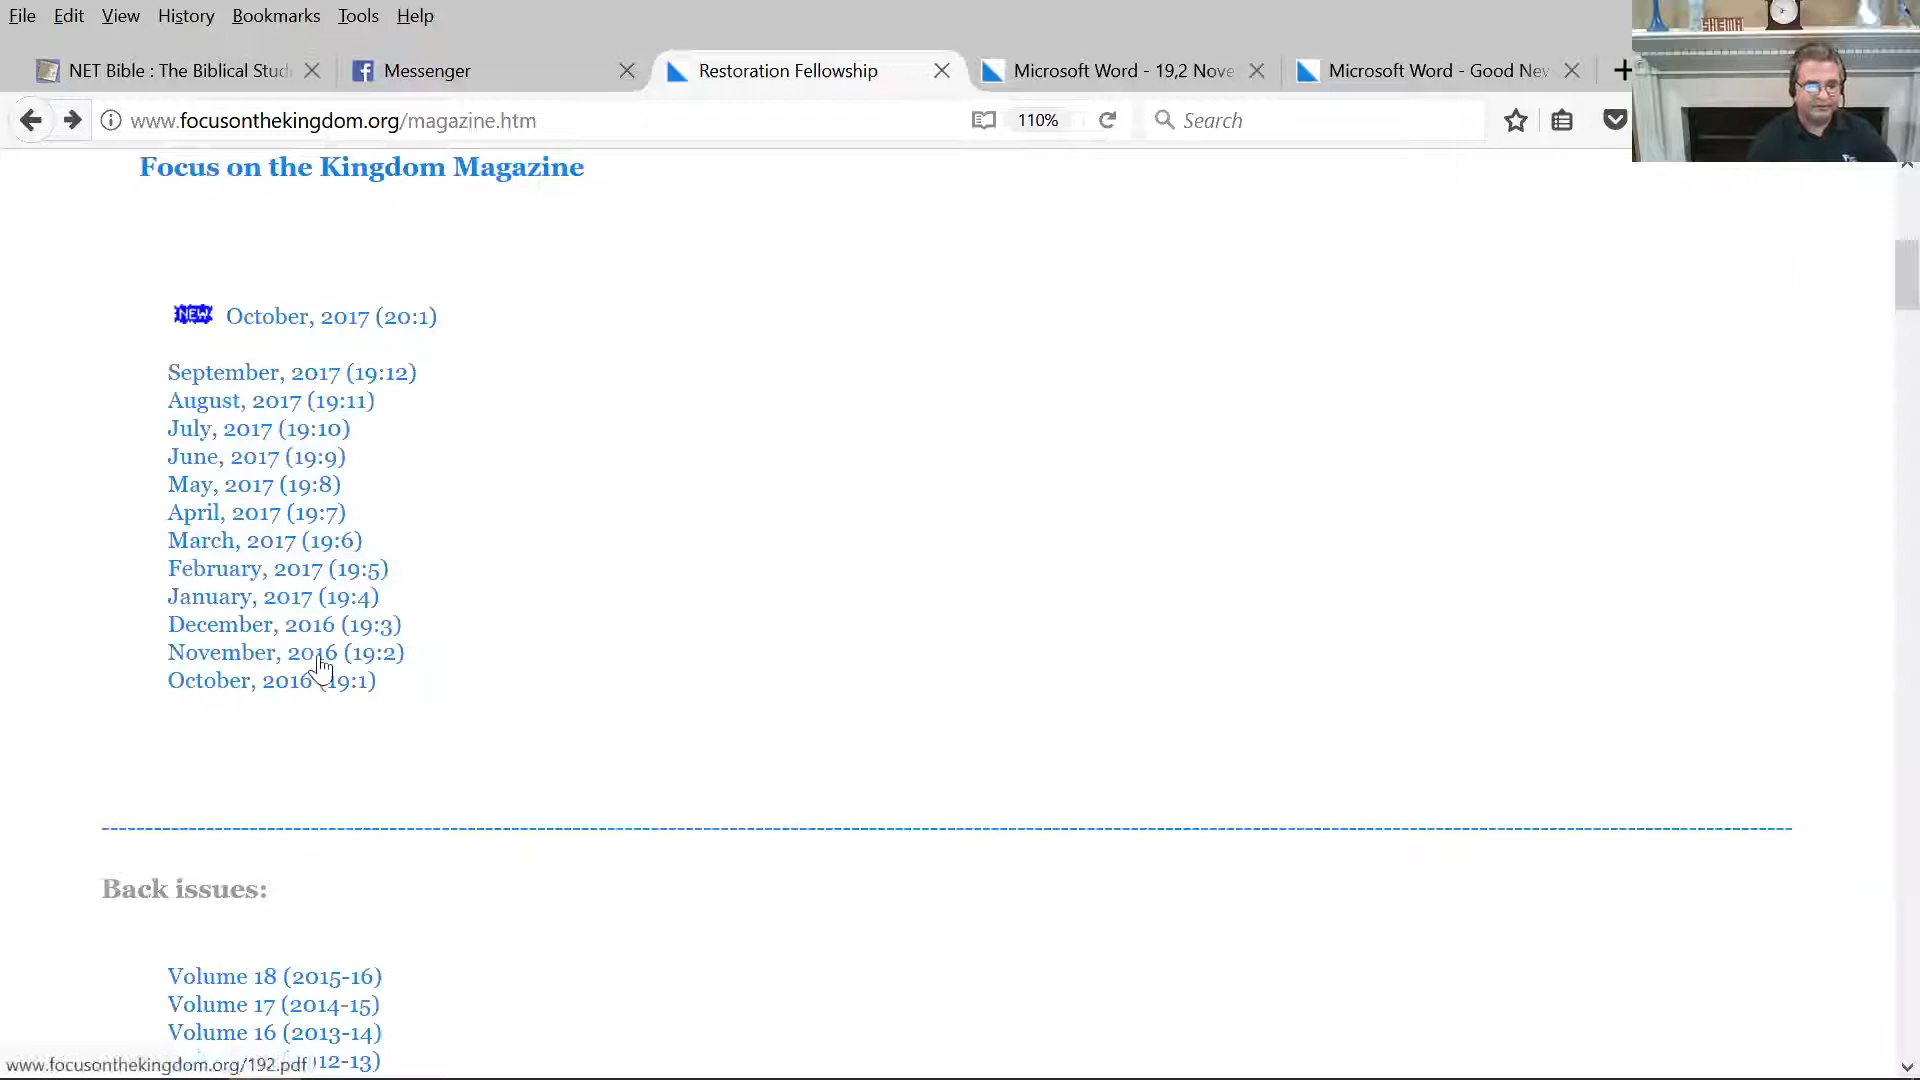 File Edit View History Bookmarks Tools Help
NET Bible : The Biblical Stud Messenger Restoration Fellowship Microsoft Word - 19,2 Nove Microsoft Word - Good Nev
www.focusonthekingdom.org/magazine.htm 110% Search
SHEMA
Focus on the Kingdom Magazine
NEW October, 2017 (20:1)
September, 2017 (19:12)
August, 2017 (19:11)
July, 2017 (19:10)
June, 2017 (19:9)
May, 2017 (19:8)
April, 2017 (19:7)
March, 2017 (19:6)
February, 2017 (19:5)
January, 2017 (19:4)
December, 2016 (19:3)
November, 2016 (19:2)
October, 2016 (19:1)
Back issues:
Volume 18 (2015-16)
Volume 17 (2014-15)
Volume 16 (2013-14)
12-13)
www.focusonthekingdom.org/192.pdf